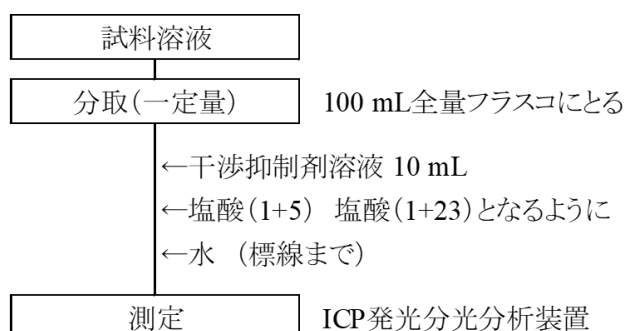 試料溶液
分取(一定量) 100 mL全量フラスコにとる
←干渉抑制剤溶液 10 mL
←塩酸(1+5) 塩酸(1+23)となるように
←水 (標線まで)
測定 ICP発光分光分析装置